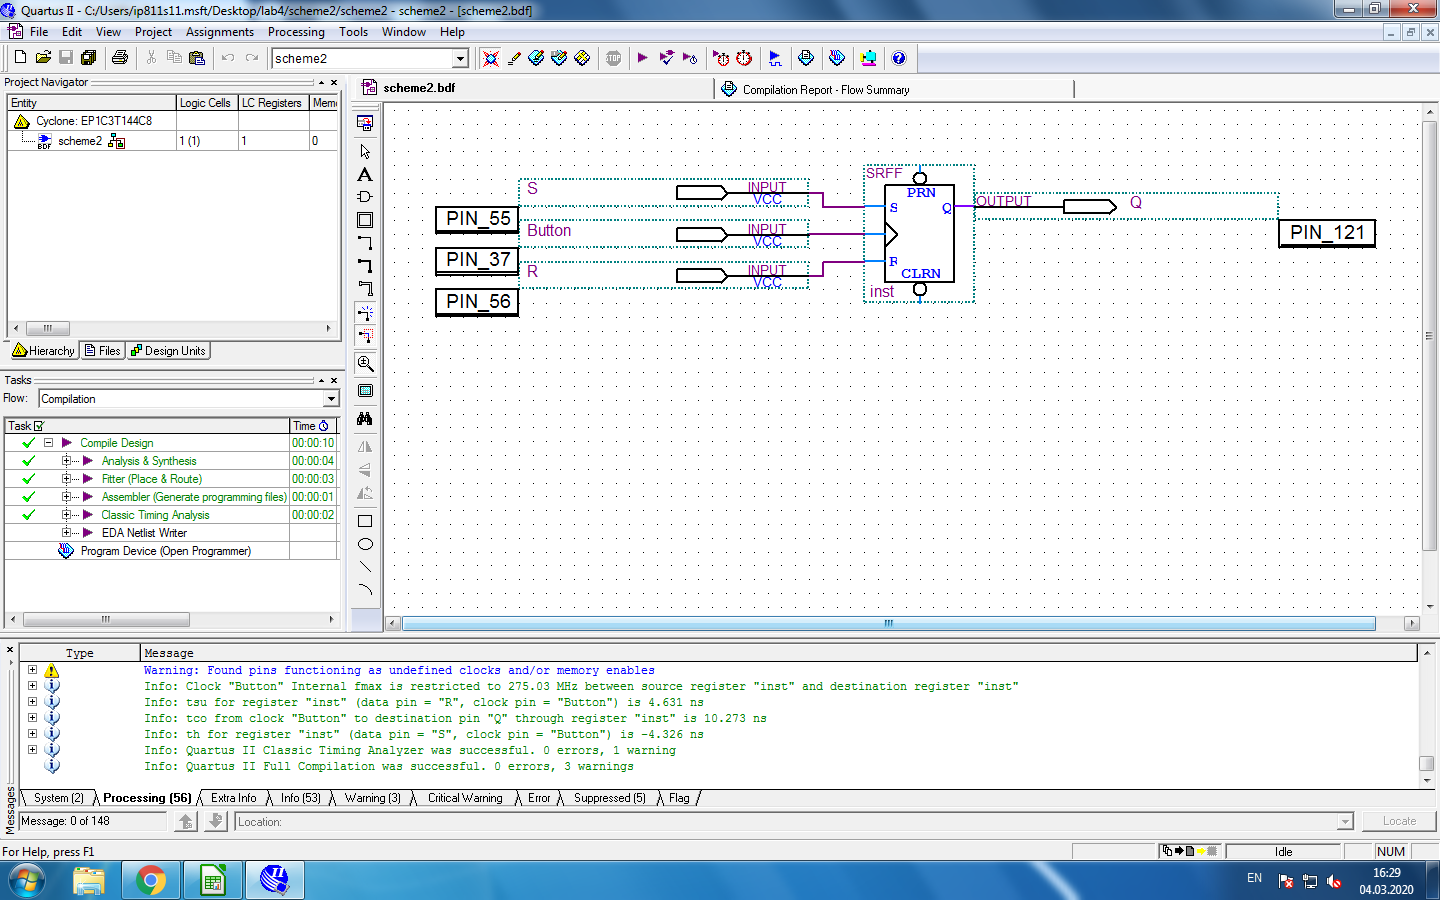 Quartus II - C:/Users/ip811s11.msft/Desktop/lab4/scheme2/scheme2 - scheme2 - [scheme2.bdf]
File Edit View Project Assignments Processing Tools Window Help
scheme2
Project Navigator
Entity Logic Cells LC Registers Mem
Cyclone: EP1C3T144C8
scheme2 1 (1) 1 0
Hierarchy Files Design Units
Tasks
Flow: Compilation
Task Time
Compile Design 00:00:10
Analysis & Synthesis 00:00:04
Fitter (Place & Route) 00:00:03
Assembler (Generate programming files) 00:00:01
Classic Timing Analysis 00:00:02
EDA Netlist Writer
Program Device (Open Programmer)
scheme2.bdf Compilation Report - Flow Summary
S INPUT
VCC
PIN_55
Button INPUT
VCC
PIN_37
R INPUT
VCC
PIN_56
SRFF
PRN
S Q
R
CLRN
inst
OUTPUT Q
PIN_121
Type Message
Warning: Found pins functioning as undefined clocks and/or memory enables
Info: Clock "Button" Internal fmax is restricted to 275.03 MHz between source register "inst" and destination register "inst"
Info: tsu for register "inst" (data pin = "R", clock pin = "Button") is 4.631 ns
Info: tco from clock "Button" to destination pin "Q" through register "inst" is 10.273 ns
Info: th for register "inst" (data pin = "S", clock pin = "Button") is -4.326 ns
Info: Quartus II Classic Timing Analyzer was successful. 0 errors, 1 warning
Info: Quartus II Full Compilation was successful. 0 errors, 3 warnings
System (2) Processing (56) Extra Info Info (53) Warning (3) Critical Warning Error Suppressed (5) Flag
Messages
Message: 0 of 148 Location: Locate
For Help, press F1 Idle NUM
EN 16:29
04.03.2020